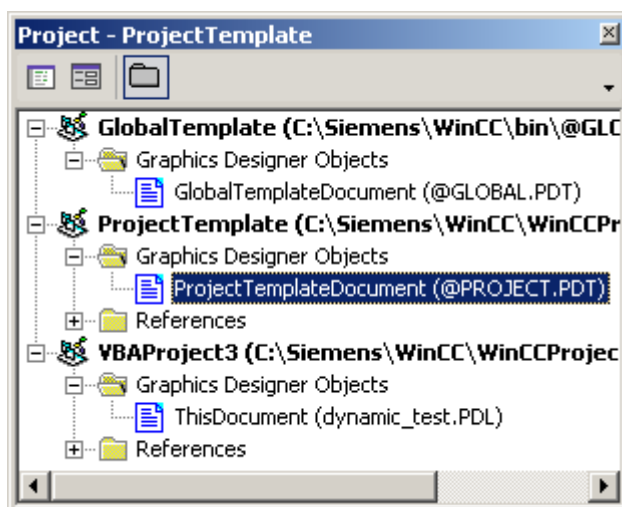 Project - ProjectTemplate
GlobalTemplate (C:\Siemens\WinCC\bin\@GLC
Graphics Designer Objects
GlobalTemplateDocument (@GLOBAL.PDT)
ProjectTemplate (C:\Siemens\WinCC\WinCCPr
Graphics Designer Objects
ProjectTemplateDocument (@PROJECT.PDT)
References
VBAProject3 (C:\Siemens\WinCC\WinCCProjec
Graphics Designer Objects
ThisDocument (dynamic_test.PDL)
References